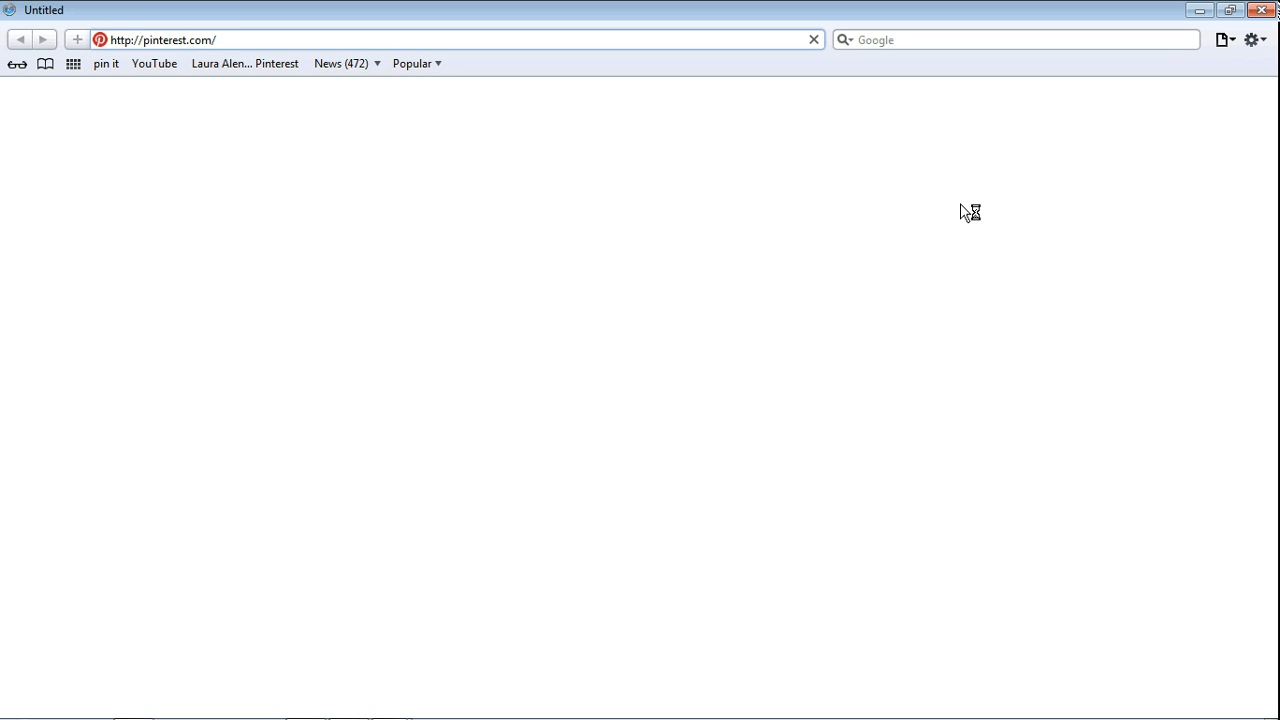 Untitled
http://pinterest.com/ Google
pin it YouTube Laura Alen... Pinterest News (472) Popular